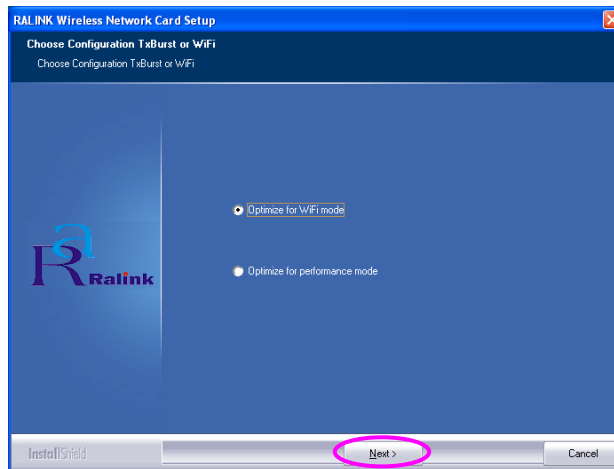 RALINK Wireless Network Card Setup
Choose Configuration TxBurst or WiFi
Choose Configuration TxBurst or WiFi
Optimize for WiFi mode
Optimize for performance mode
Ra
Ralink
InstallShield
Next >
Cancel